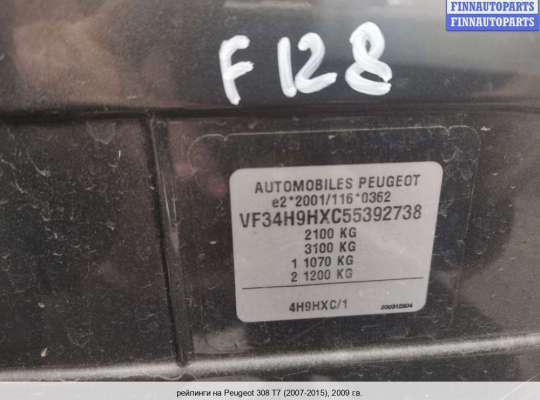 FINNAUTOPARTS
FINNAUTOPARTS
F 128
AUTOMOBILES PEUGEOT
e2*2001/116*0362
VF34H9HXC55392738
2100 KG
3100 KG
1 1070 KG
2 1200 KG
4H9HXC/1
рейлинги на Peugeot 308 T7 (2007-2015), 2009 г.в.